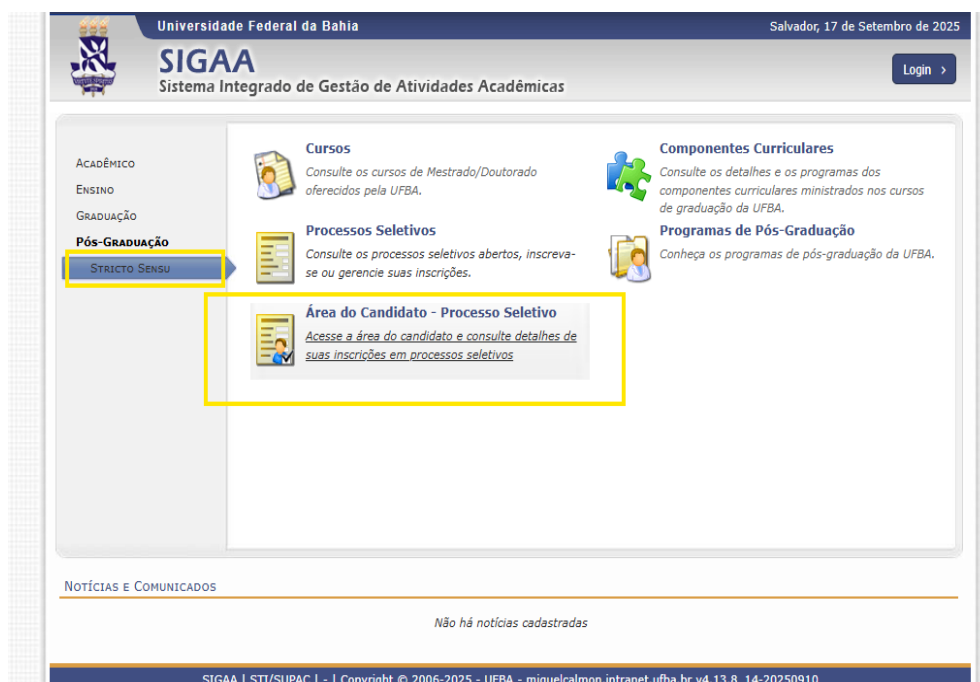 Universidade Federal da Bahia
Salvador, 17 de Setembro de 2025
SIGAA
Sistema Integrado de Gestão de Atividades Acadêmicas
Login >
Acadêmico
Ensino
Graduação
Pós-Graduação
Stricto Sensu
Cursos
Consulte os cursos de Mestrado/Doutorado
oferecidos pela UFBA.
Componentes Curriculares
Consulte os detalhes e os programas dos
componentes curriculares ministrados nos cursos
de graduação da UFBA.
Processos Seletivos
Consulte os processos seletivos abertos, inscreva-
se ou gerencie suas inscrições.
Programas de Pós-Graduação
Conheça os programas de pós-graduação da UFBA.
Área do Candidato - Processo Seletivo
Acesse a área do candidato e consulte detalhes de
suas inscrições em processos seletivos
Notícias e Comunicados
Não há notícias cadastradas
SIGAA | STI/SUPAC | - | Copyright © 2006-2025 - UFBA - miguelcalmon.intranet.ufba.br v4.13.8_14-20250910